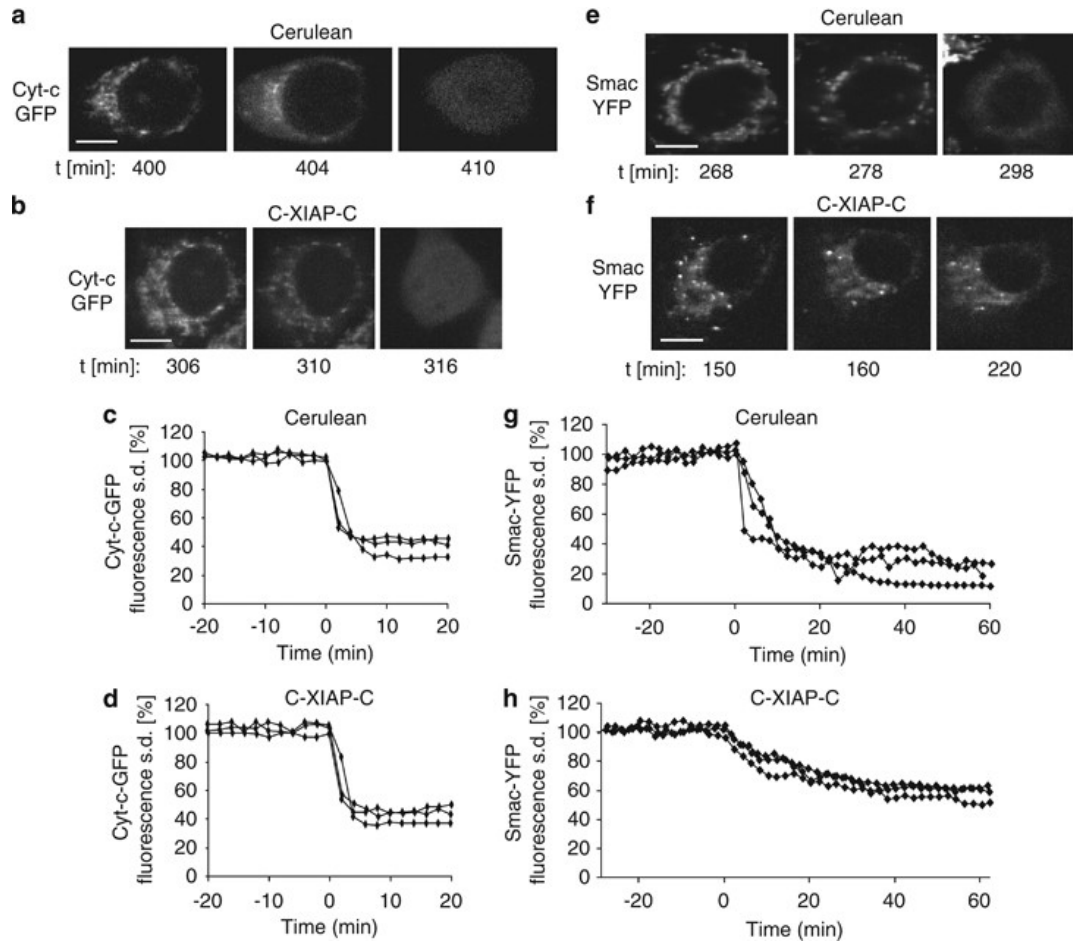 a
Cerulean
Cyt-c
GFP
t [min]: 400 404 410
b
C-XIAP-C
Cyt-c
GFP
t [min]: 306 310 316
c
Cerulean
Cyt-c-GFP
fluorescence s.d. [%]
120
100
80
60
40
20
0
-20 -10 0 10 20
Time (min)
d
C-XIAP-C
Cyt-c-GFP
fluorescence s.d. [%]
120
100
80
60
40
20
0
-20 -10 0 10 20
Time (min)
e
Cerulean
Smac
YFP
t [min]: 268 278 298
f
C-XIAP-C
Smac
YFP
t [min]: 150 160 220
g
Cerulean
Smac-YFP
fluorescence s.d. [%]
120
100
80
60
40
20
0
-20 0 20 40 60
Time (min)
h
C-XIAP-C
Smac-YFP
fluorescence s.d. [%]
120
100
80
60
40
20
0
-20 0 20 40 60
Time (min)